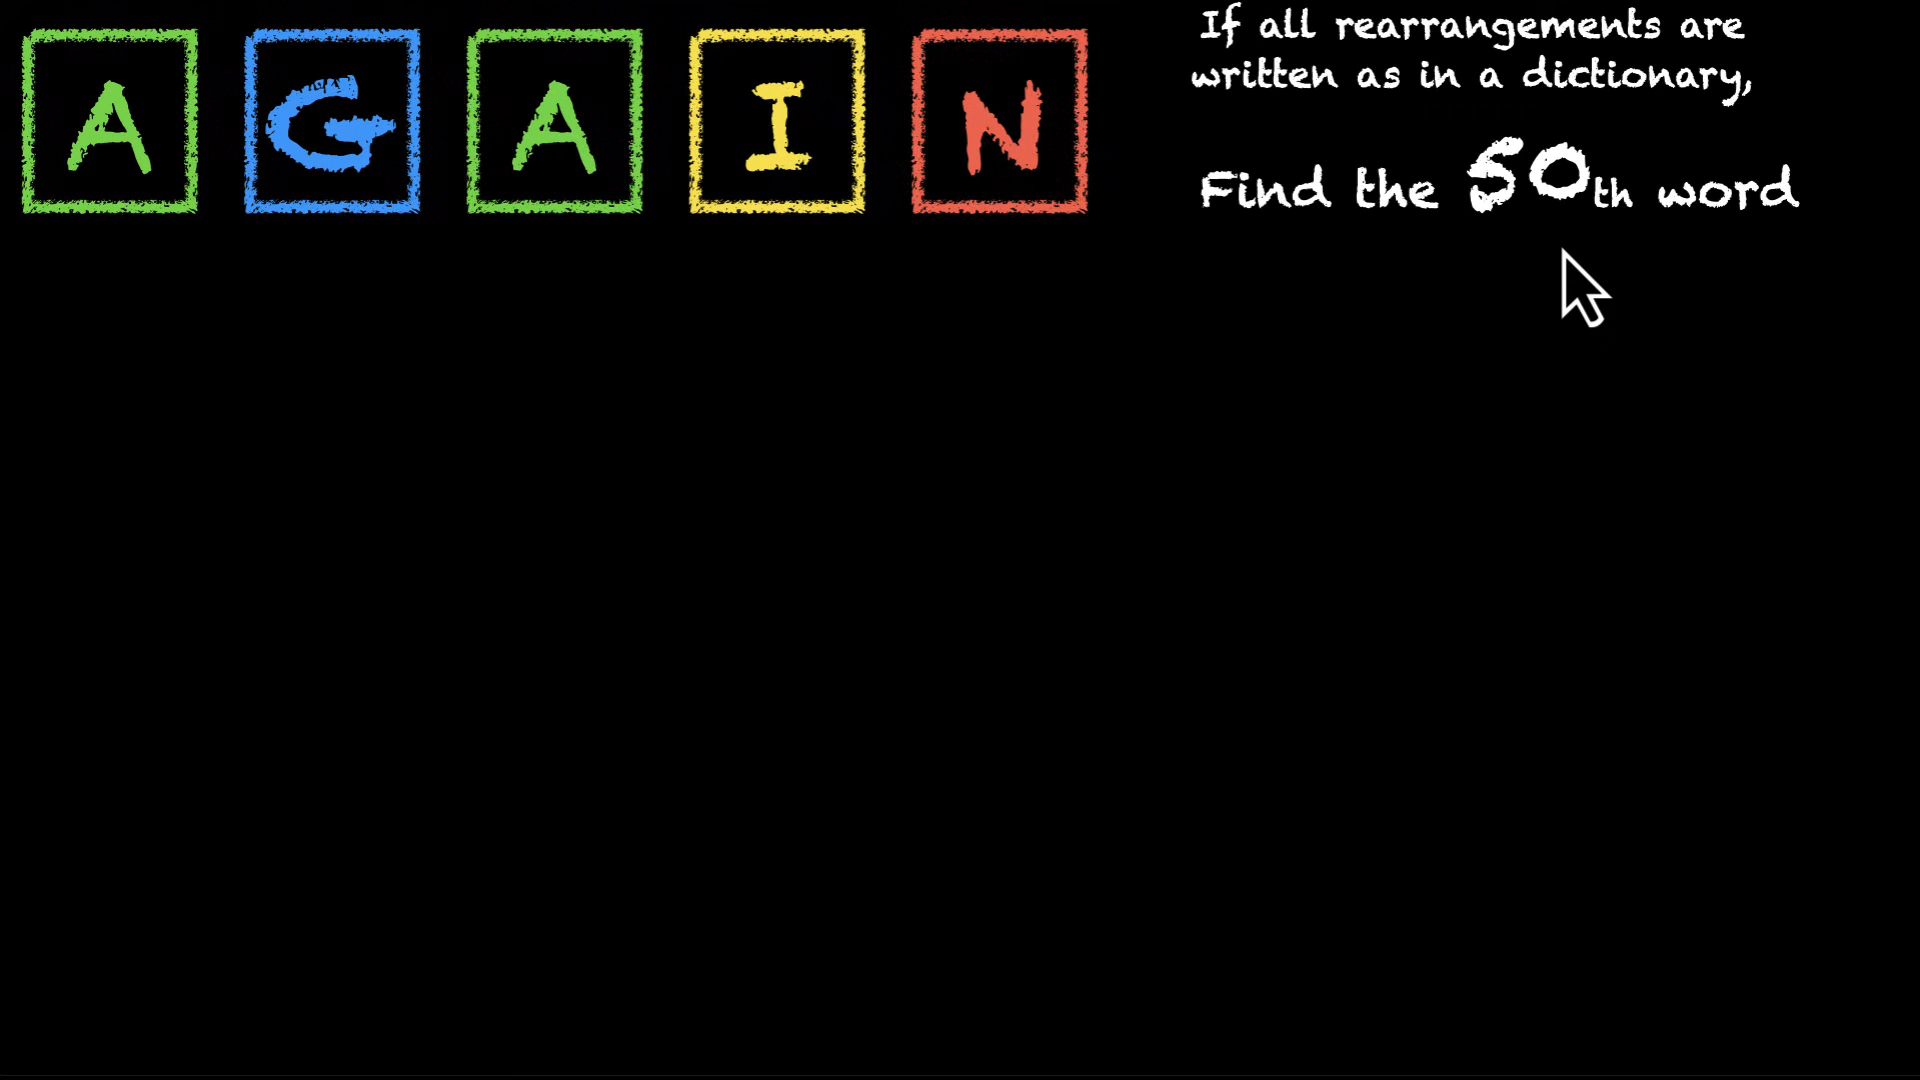 A G A I N
If all rearrangements are
written as in a dictionary,
Find the 50th word